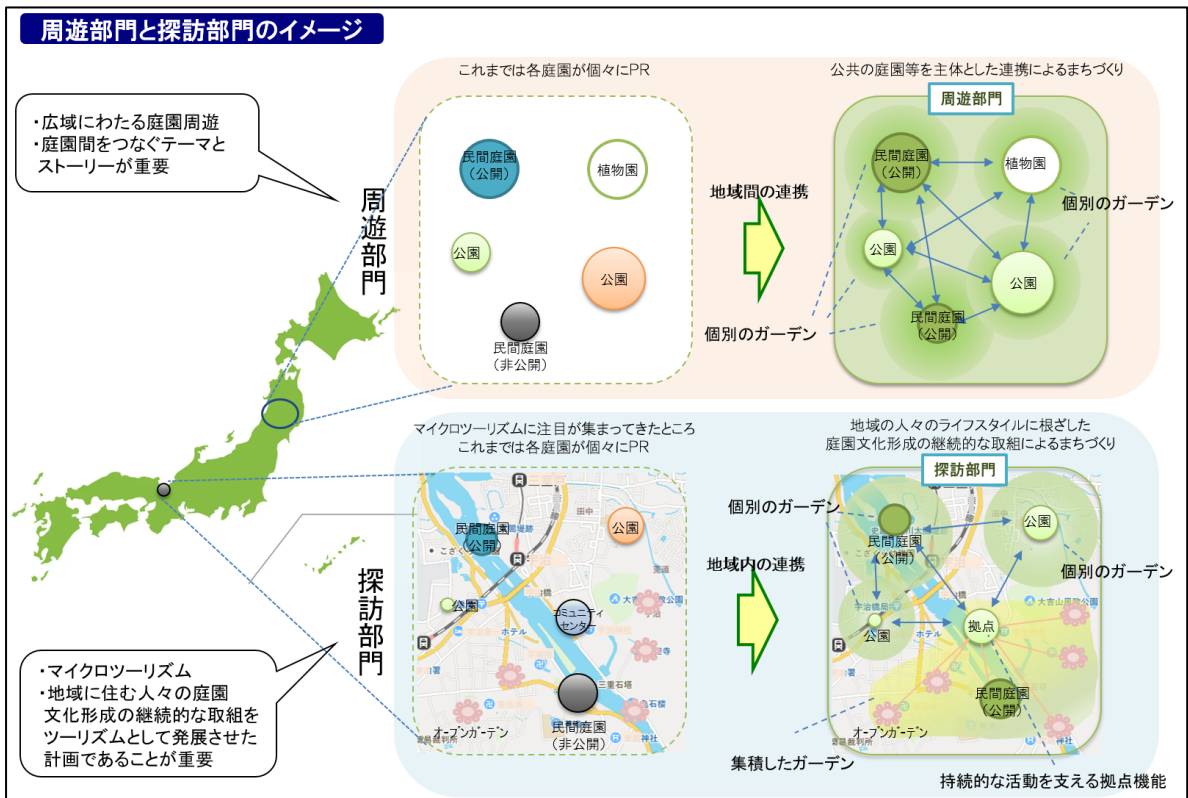 周遊部門と探訪部門のイメージ
・広域にわたる庭園周遊
・庭園間をつなぐテーマと
ストーリーが重要
周遊部門
これまでは各庭園が個々にPR
民間庭園
(公開)
植物園
公園
公園
民間庭園
(非公開)
地域間の連携
公共の庭園等を主体とした連携によるまちづくり
周遊部門
民間庭園
(公開)
植物園
個別のガーデン
公園
公園
民間庭園
(公開)
個別のガーデン
探訪部門
・マイクロツーリズム
・地域に住む人々の庭園
文化形成の継続的な取組を
ツーリズムとして発展させた
計画であることが重要
マイクロツーリズムに注目が集まってきたところ
これまでは各庭園が個々にPR
民間庭園
(公開)
公園
田中
公園
コミュニティ
センター
ホテル
三重石塔
民間庭園
(非公開)
オープンガーデン
神社
地域内の連携
地域の人々のライフスタイルに根ざした
庭園文化形成の継続的な取組によるまちづくり
探訪部門
個別のガーデン
民間庭園
(公開)
公園
個別のガーデン
公園
拠点
ホテル
民間庭園
(公開)
オープンガーデン
神社
集積したガーデン
持続的な活動を支える拠点機能